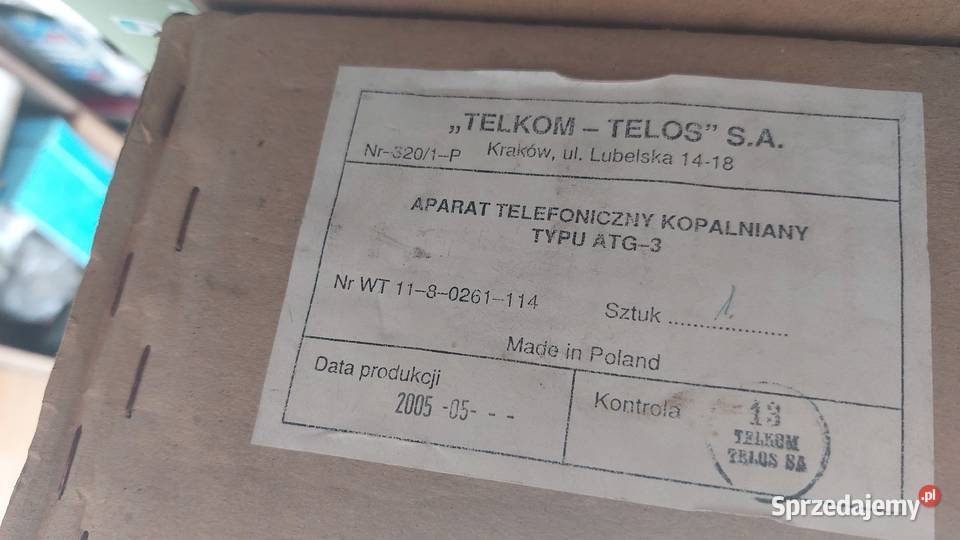 „TELKOM – TELOS” S.A.
Nr–320/1–P Kraków, ul. Lubelska 14-18
APARAT TELEFONICZNY KOPALNIANY
TYPU ATG–3
Nr WT 11–8–0261–114
Sztuk ........1.........
Made in Poland
Data produkcji
2005 -05- - -
Kontrola
13
TELKOM
TELOS SA
Sprzedajemy.pl